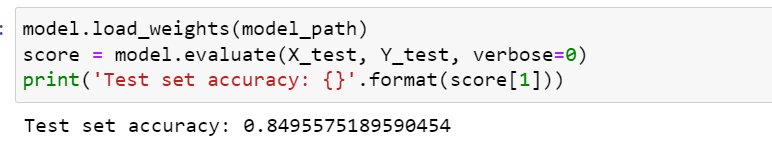 model.load_weights(model_path)
score = model.evaluate(X_test, Y_test, verbose=0)
print('Test set accuracy: {}'.format(score[1]))
Test set accuracy: 0.8495575189590454